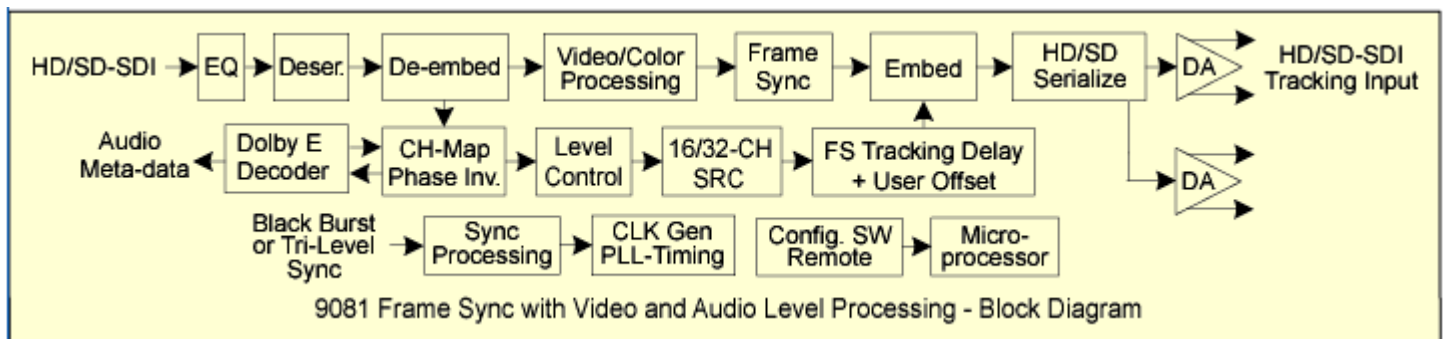 HD/SD-SDI
EQ
Deser.
De-embed
Video/Color
Processing
Frame
Sync
Embed
HD/SD
Serialize
DA
HD/SD-SDI
Tracking Input
Audio
Meta-data
Dolby E
Decoder
CH-Map
Phase Inv.
Level
Control
16/32-CH
SRC
FS Tracking Delay
+ User Offset
DA
Black Burst
or Tri-Level
Sync
Sync
Processing
CLK Gen
PLL-Timing
Config. SW
Remote
Micro-
processor
9081 Frame Sync with Video and Audio Level Processing - Block Diagram